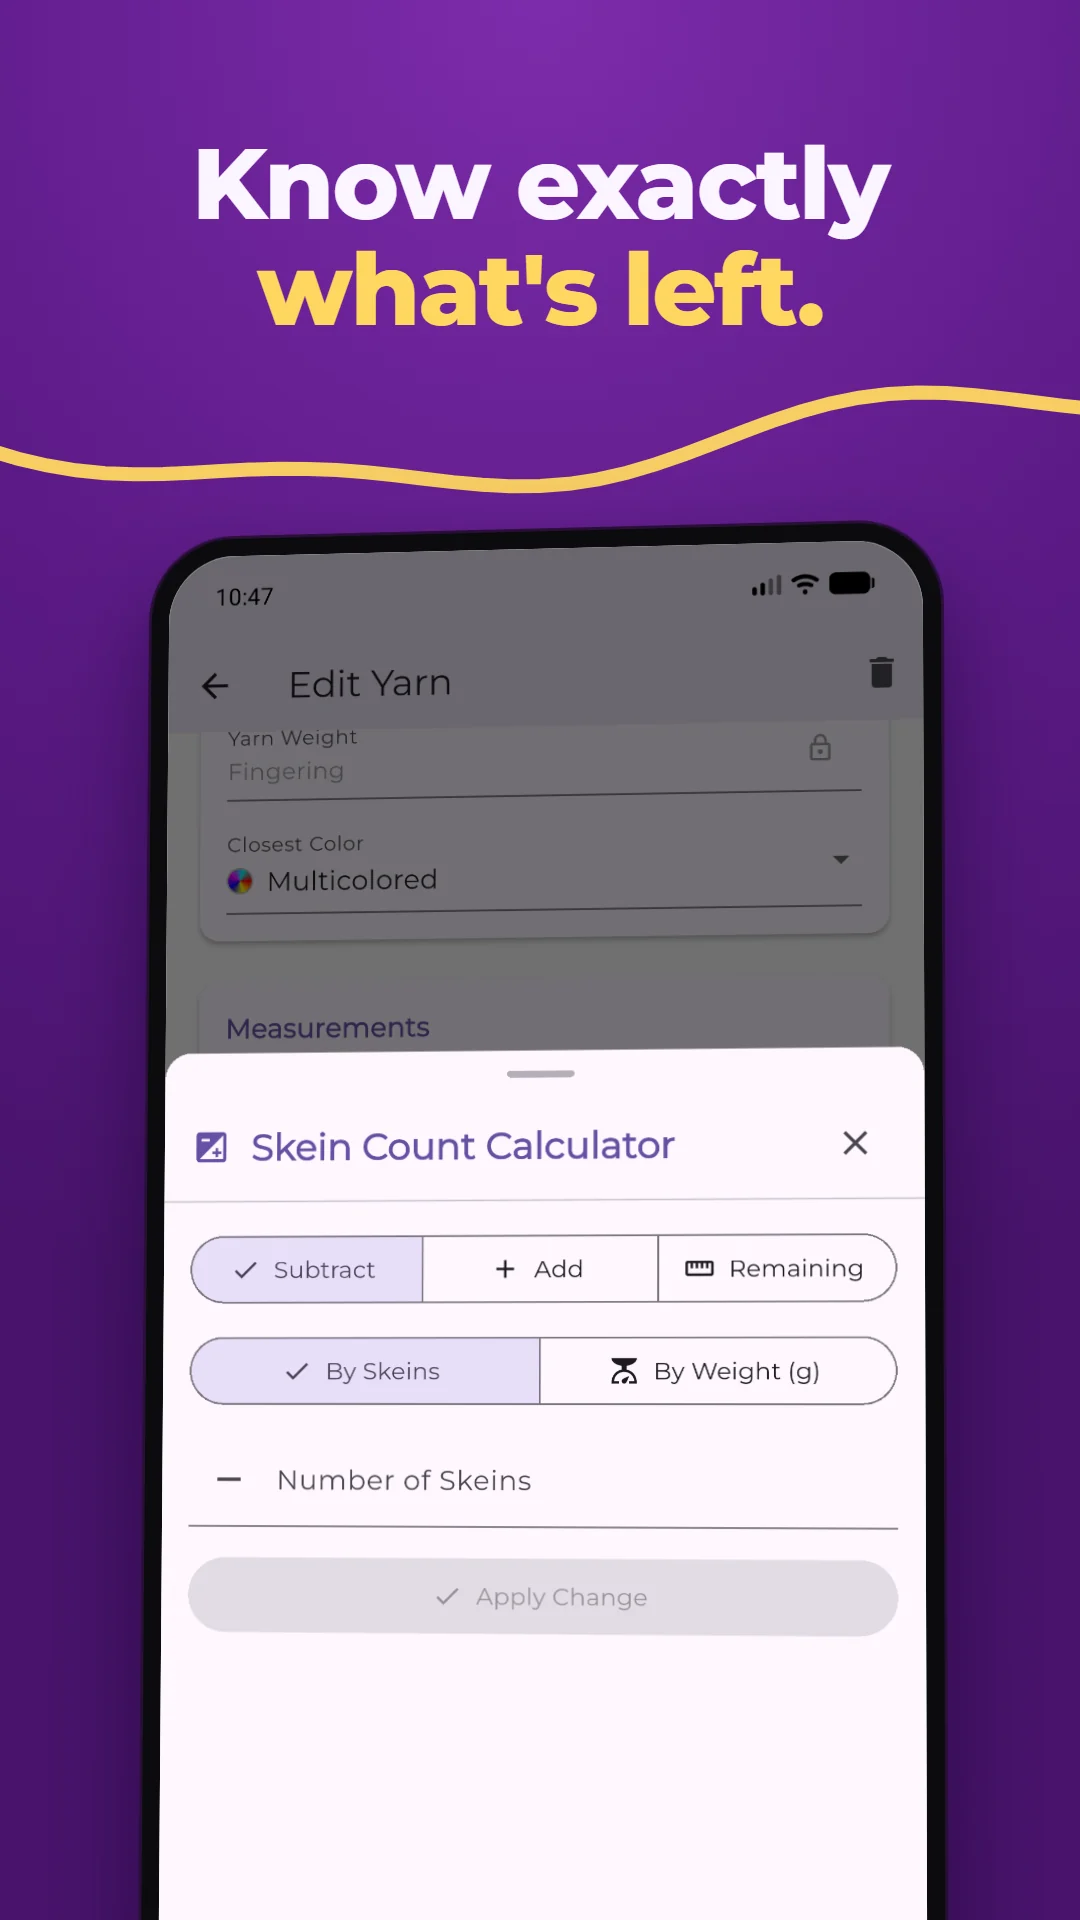 Know exactly
what's left.
10:47
Edit Yarn
Yarn Weight
Fingering
Closest Color
Multicolored
Measurements
Skein Count Calculator
Subtract
Add
Remaining
By Skeins
By Weight (g)
Number of Skeins
Apply Change